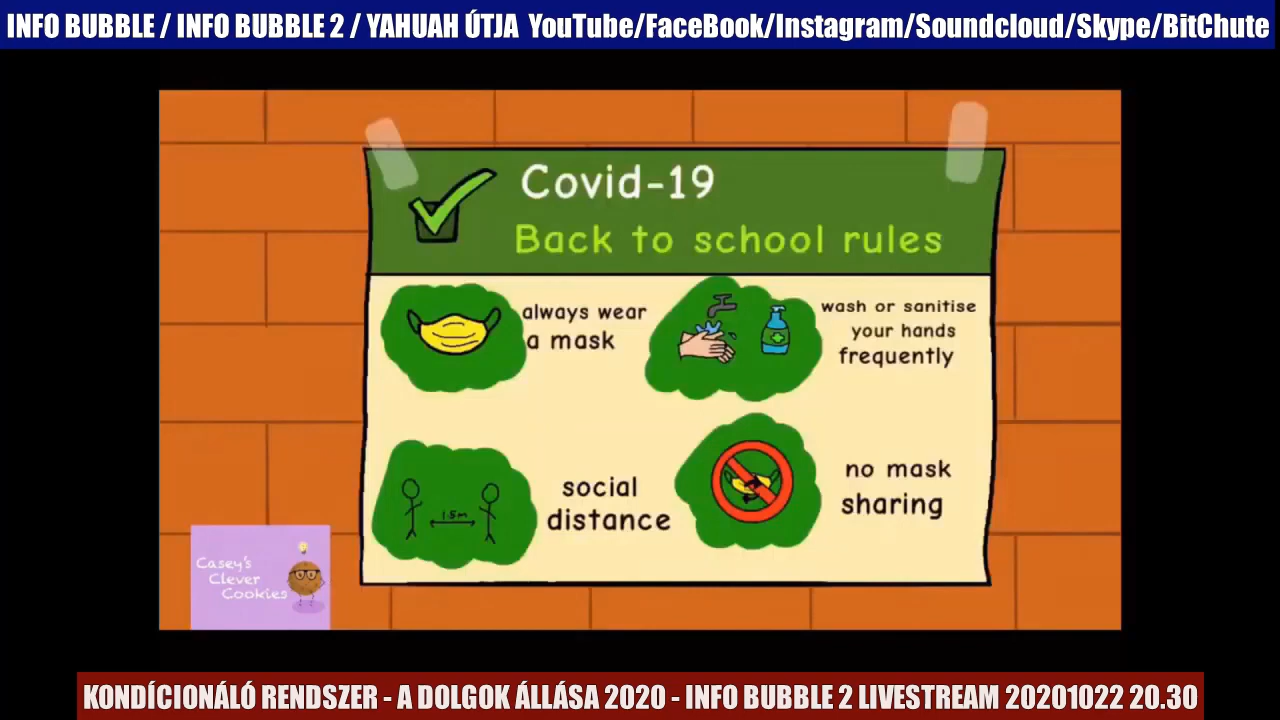 INFO BUBBLE / INFO BUBBLE 2 / YAHUAH ÚTJA YouTube/FaceBook/Instagram/Soundcloud/Skype/BitChute
Covid-19
Back to school rules
always wear
a mask
wash or sanitise
your hands
frequently
1.5m
social
distance
no mask
sharing
Casey's
Clever
Cookies
KONDÍCIONÁLÓ RENDSZER - A DOLGOK ÁLLÁSA 2020 - INFO BUBBLE 2 LIVESTREAM 20201022 20.30